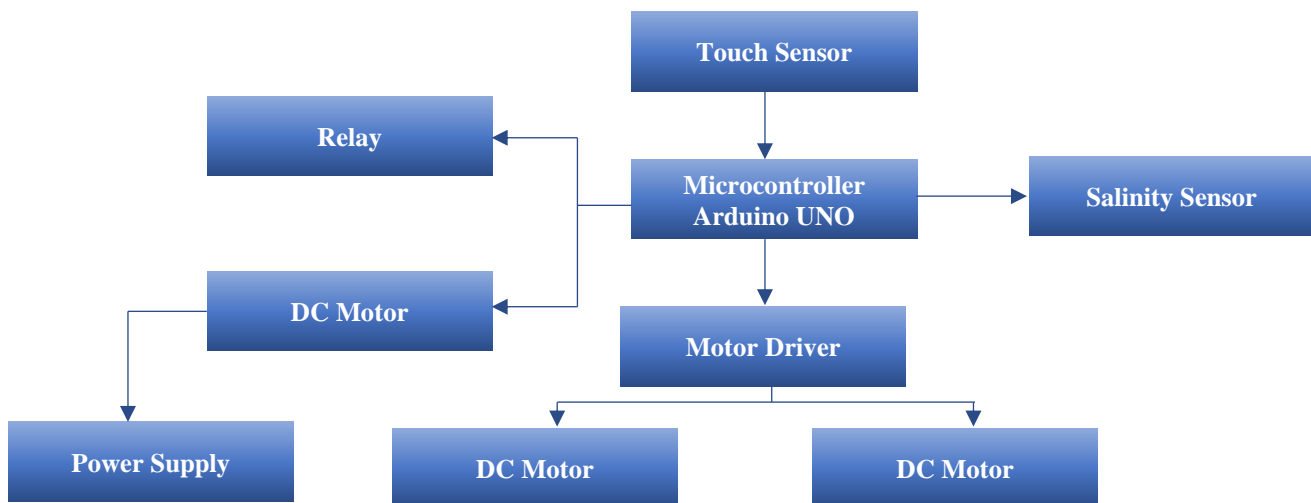 Touch Sensor
Relay
Microcontroller
Arduino UNO
Salinity Sensor
DC Motor
Motor Driver
Power Supply
DC Motor
DC Motor